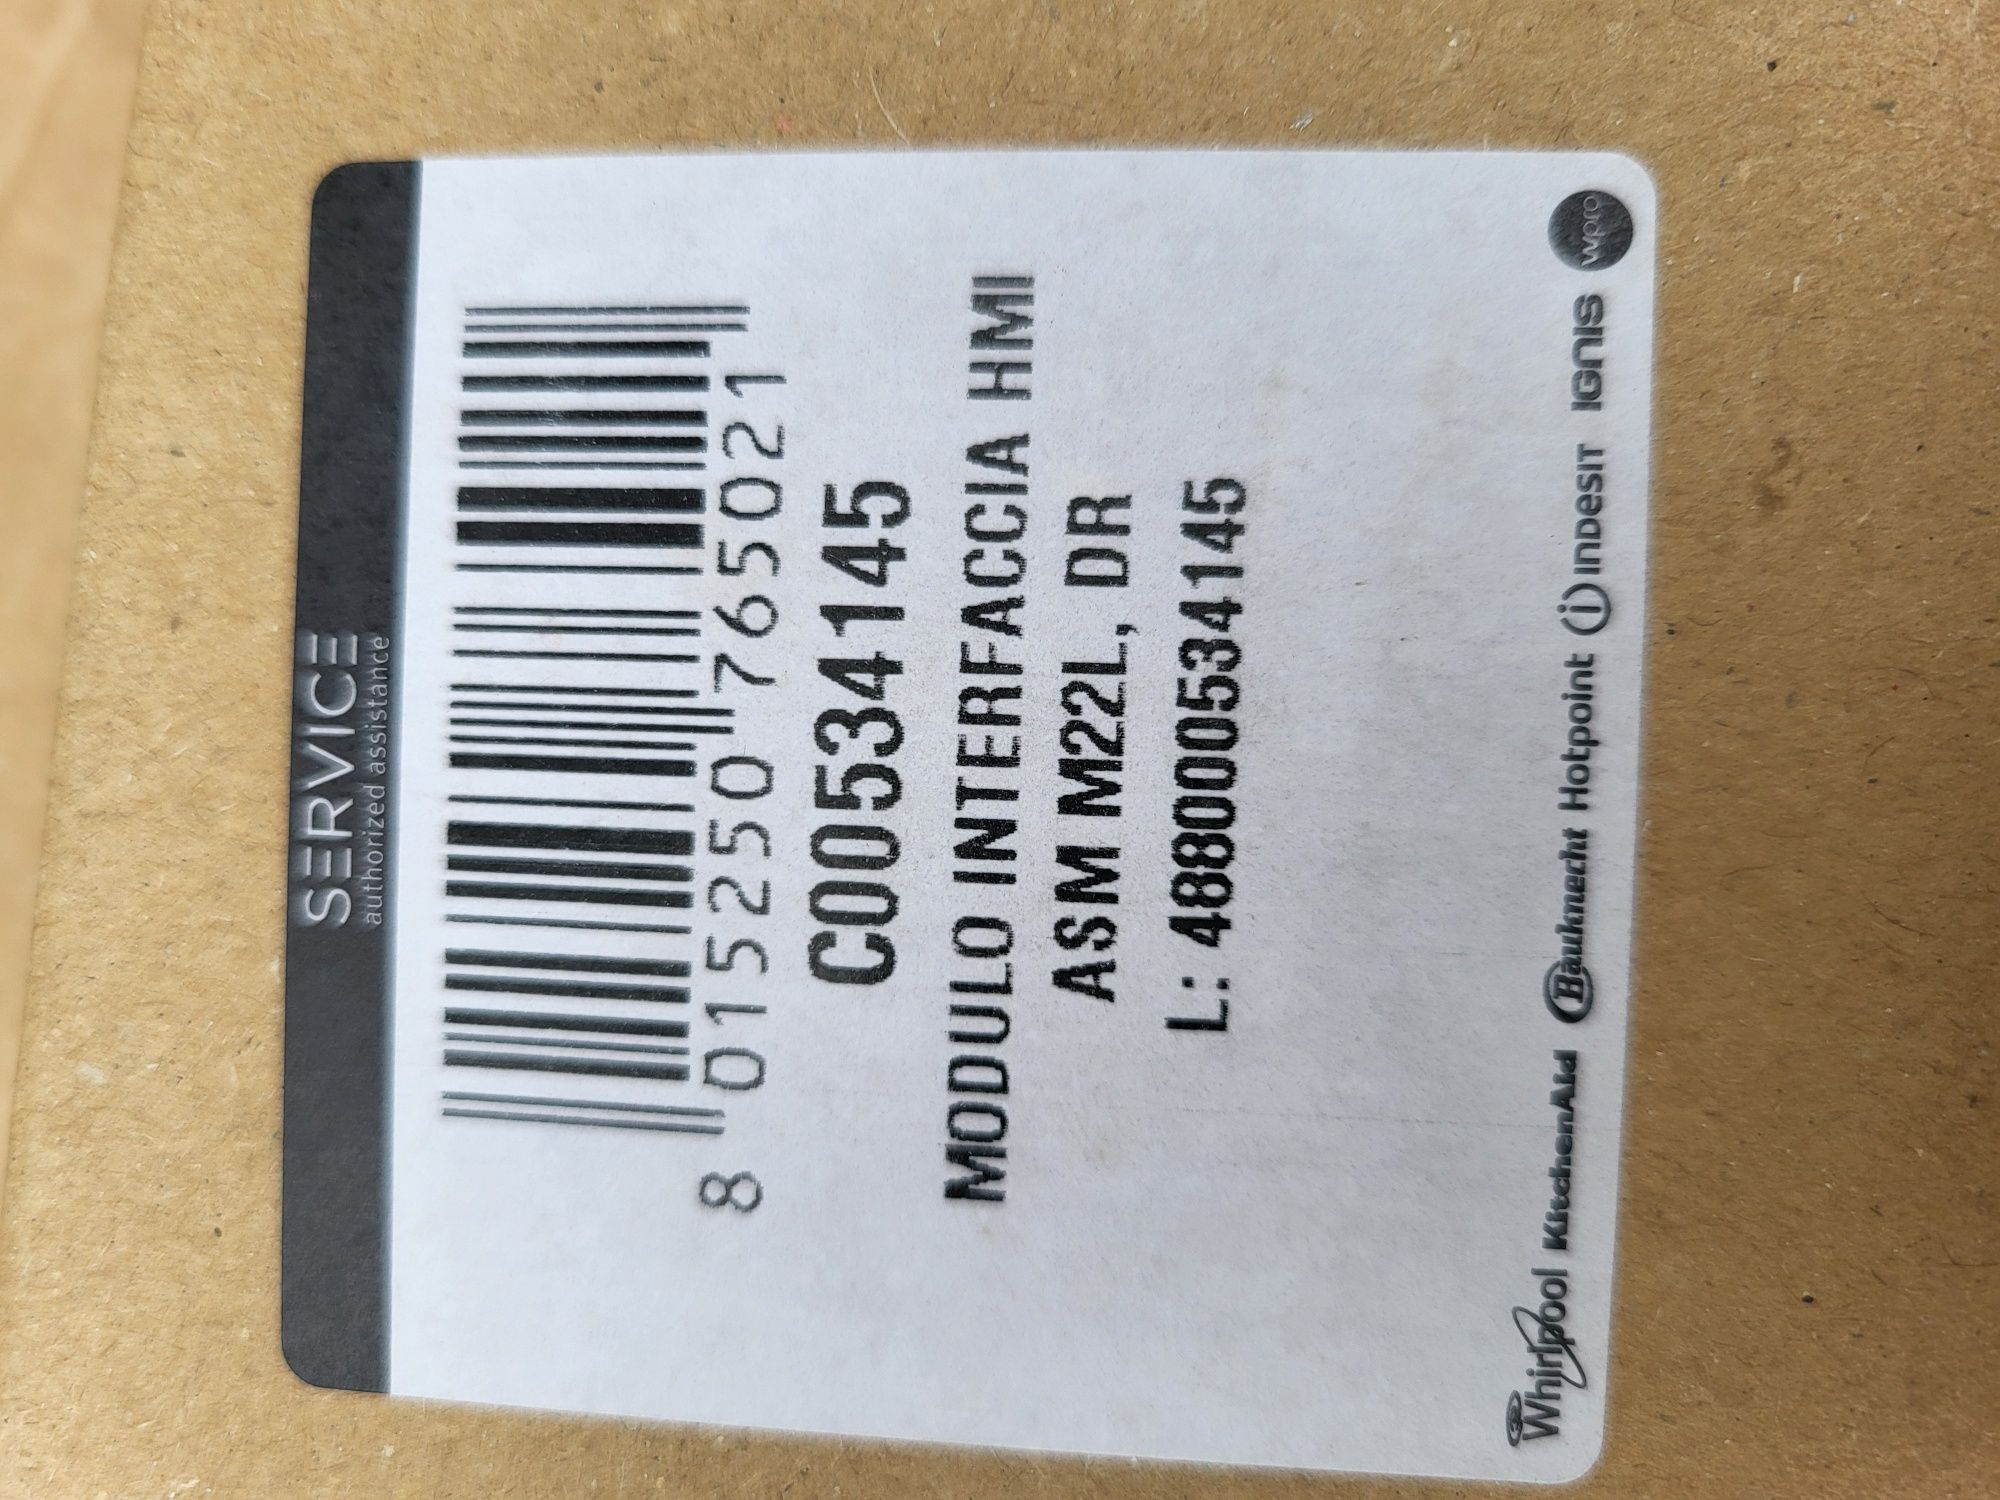 SERVICE
authorized assistance
8 015250 765021
C00534145
MODULO INTERFACCIA HMI
ASM M22L, DR
L: 488000534145
Whirlpool KitchenAid Bauknecht Hotpoint i INDESIT IGNIS wpro